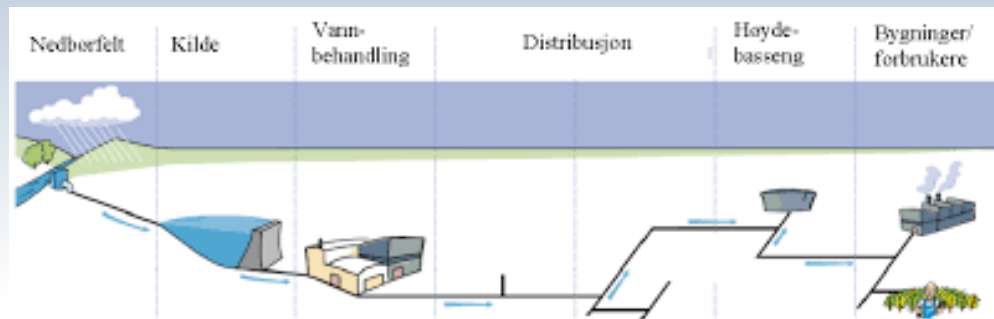 Nedbørfelt
Kilde
Vann-
behandling
Distribusjon
Høyde-
basseng
Bygninger/
forbrukere